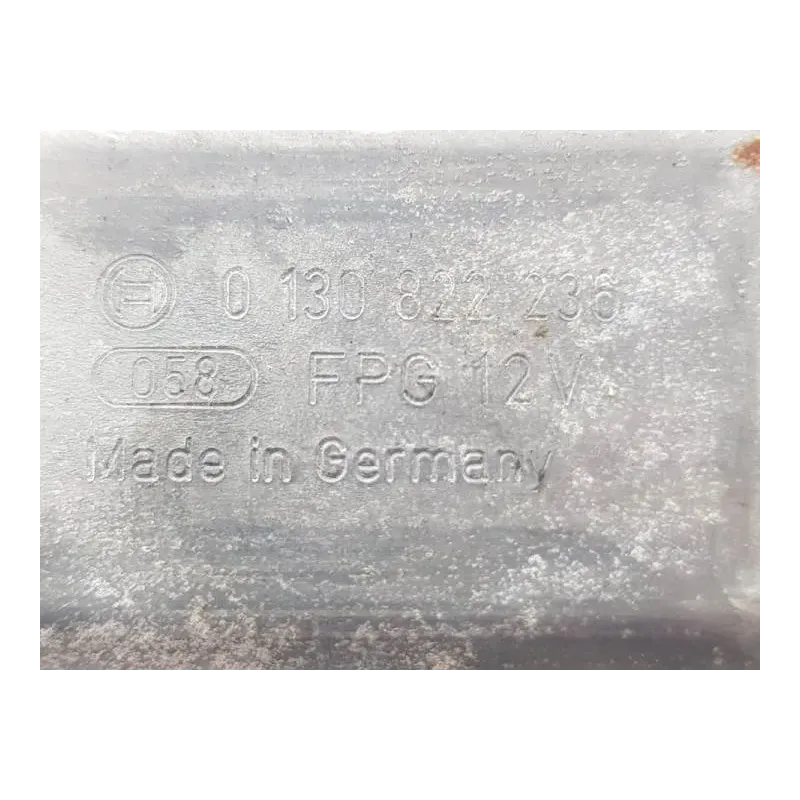 0 130 822 236
058 FPG 12V
Made in Germany